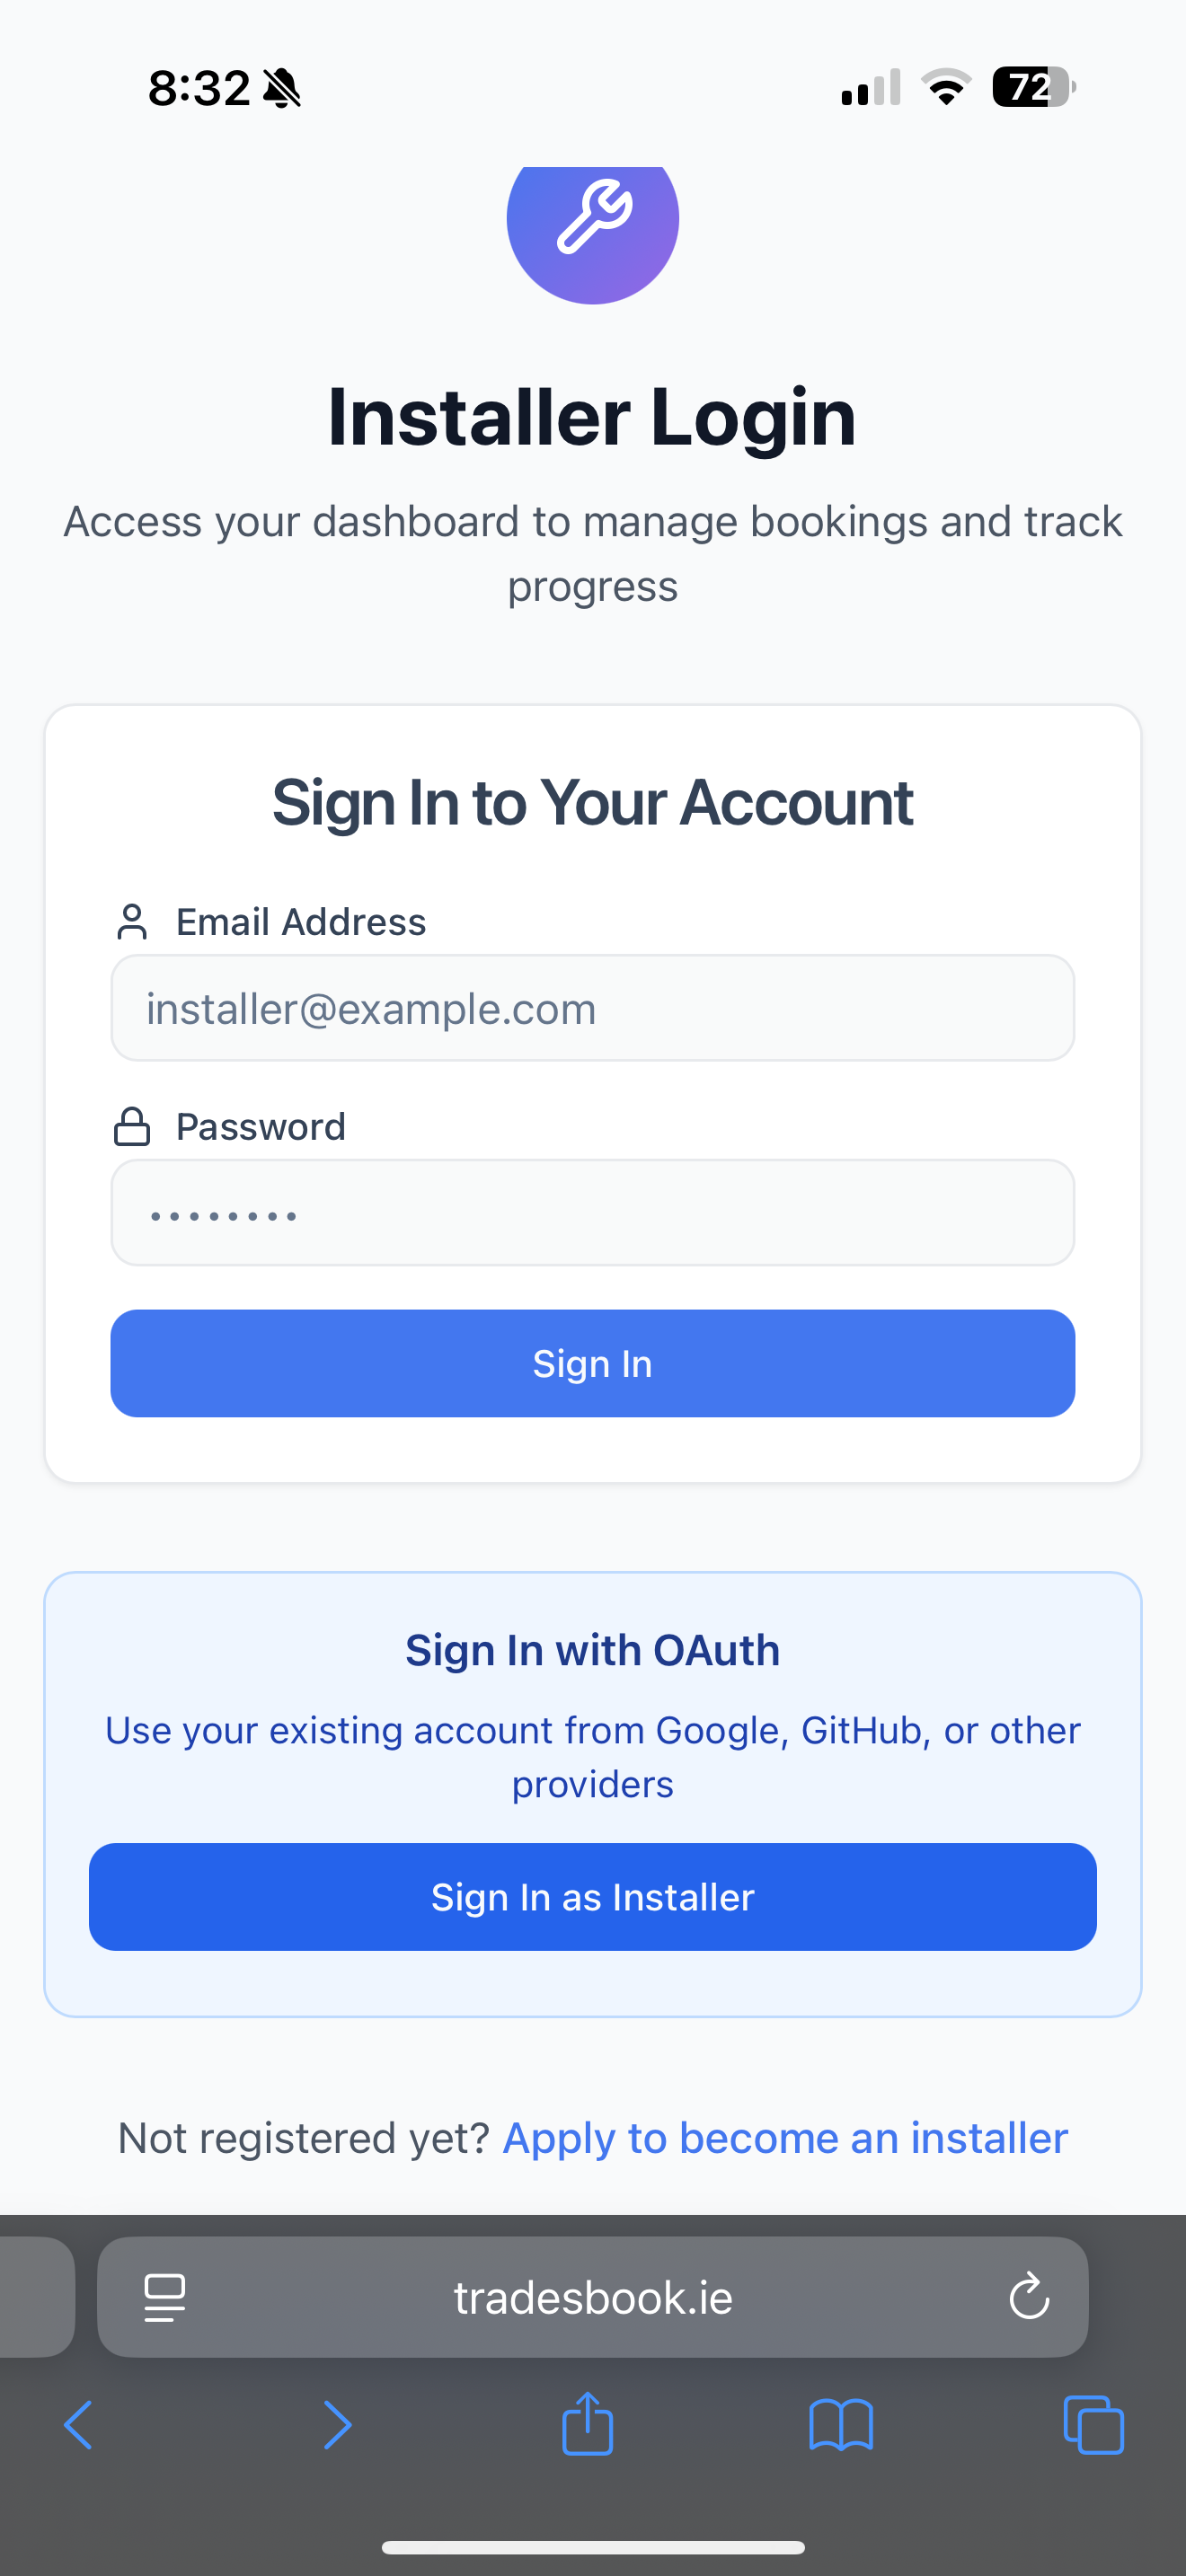 8:32
72
Installer Login
Access your dashboard to manage bookings and track
progress
Sign In to Your Account
Email Address
installer@example.com
Password
••••••••
Sign In
Sign In with OAuth
Use your existing account from Google, GitHub, or other
providers
Sign In as Installer
Not registered yet? Apply to become an installer
tradesbook.ie